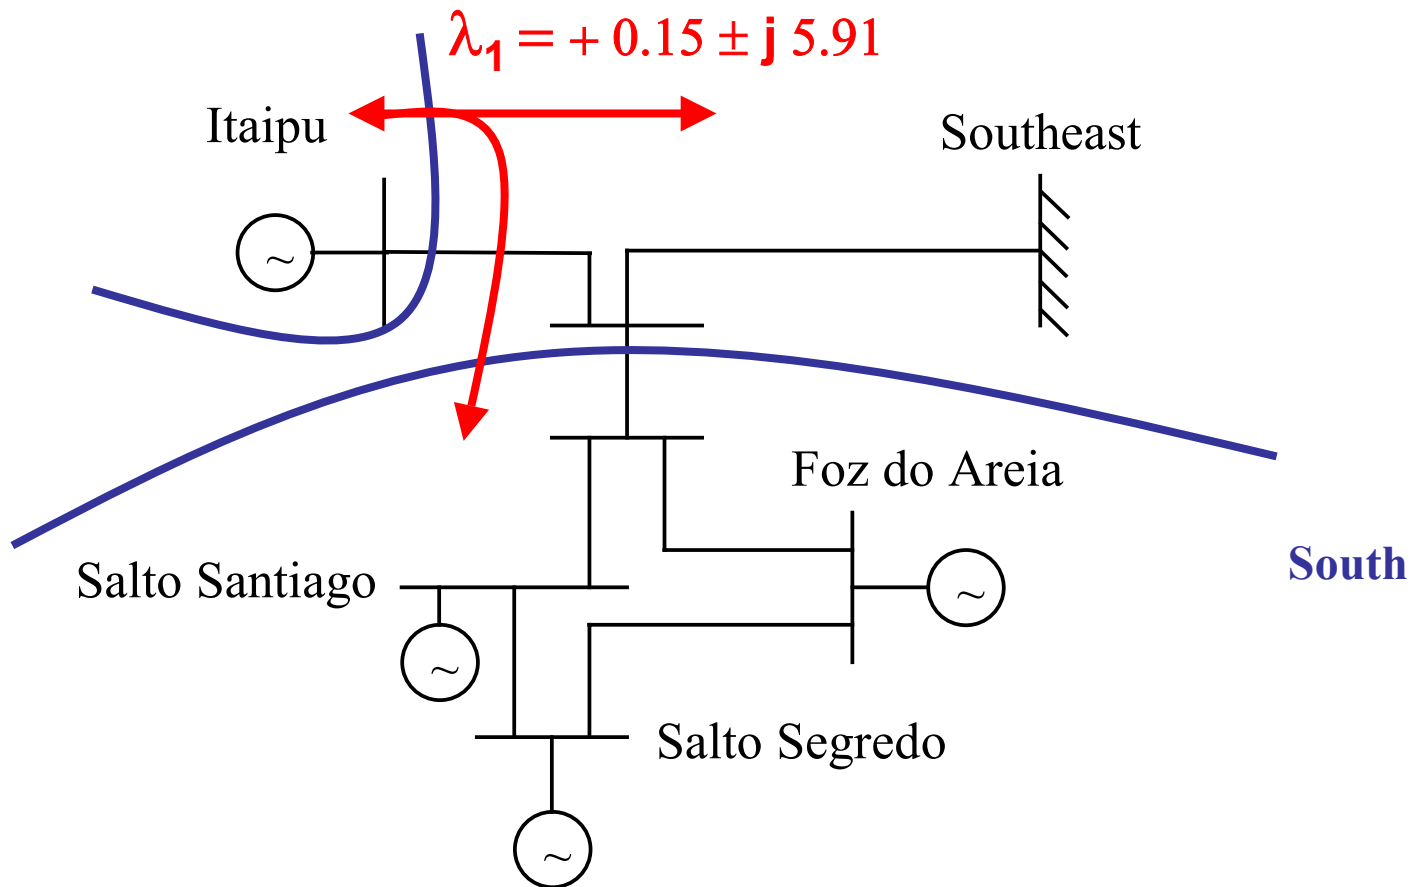 λ1 = + 0.15 ± j 5.91
Itaipu
Southeast
~
Foz do Areia
South
Salto Santiago
~
~
Salto Segredo
~